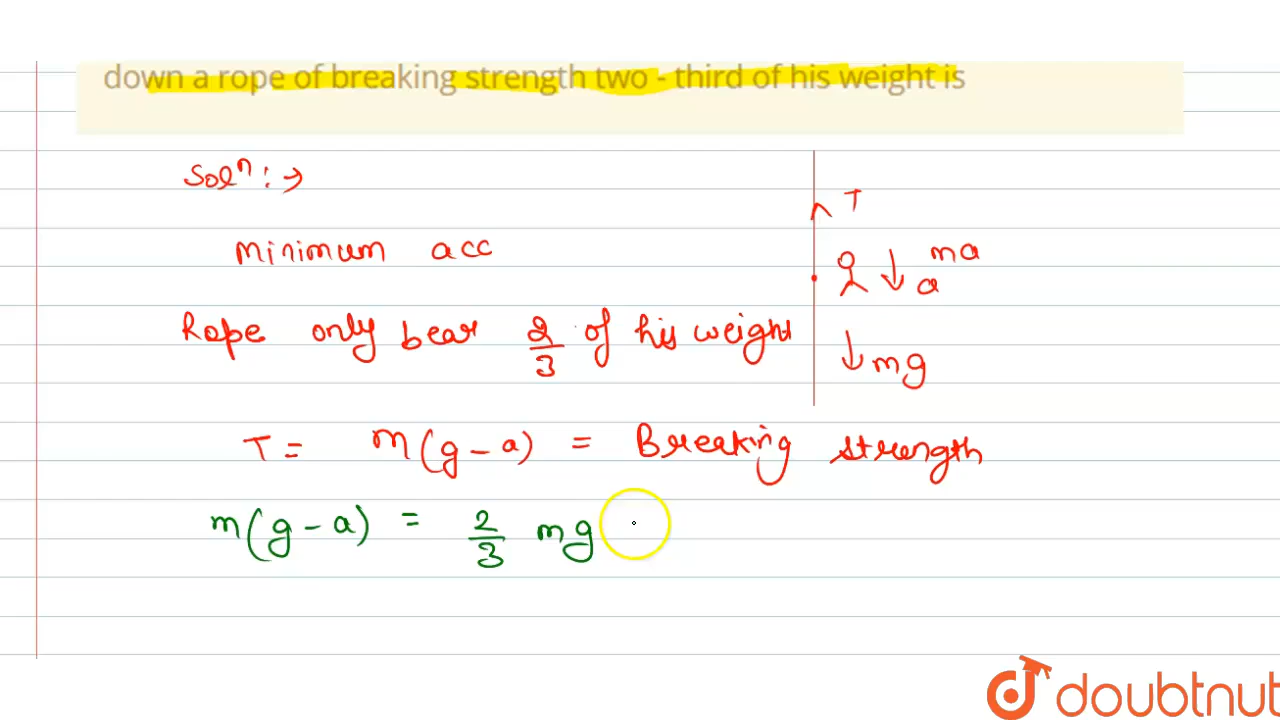 down a rope of breaking strength two - third of his weight is
Solⁿ : →
Minimum acc
T
ma
a
Rope only bear 2/3 of his weight
mg
T = m(g - a) = Breaking strength
m(g - a) = 2/3 mg
doubtnut